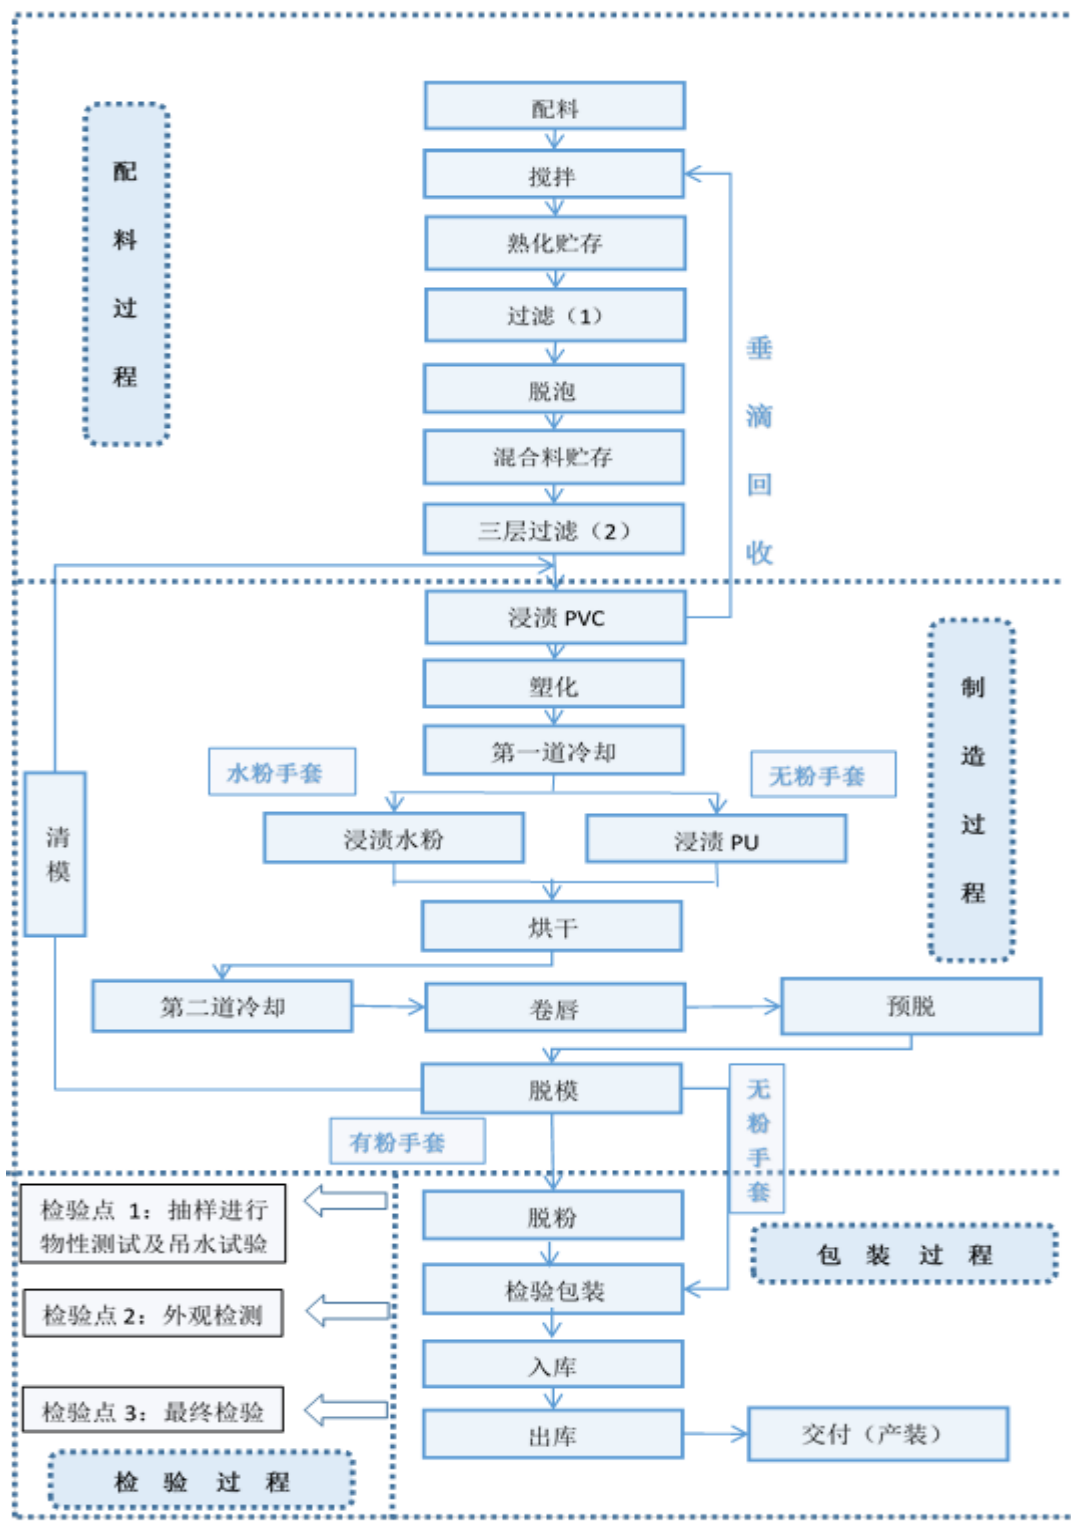 配料过程
配料
搅拌
熟化贮存
过滤（1）
脱泡
混合料贮存
三层过滤（2）
垂滴回收
浸渍 PVC
塑化
第一道冷却
制造过程
水粉手套
无粉手套
浸渍水粉
浸渍 PU
清模
烘干
第二道冷却
卷唇
预脱
脱模
有粉手套
无粉手套
检验点 1：抽样进行
物性测试及吊水试验
检验点 2：外观检测
检验点 3：最终检验
检 验 过 程
脱粉
检验包装
入库
出库
交付（产装）
包 装 过 程